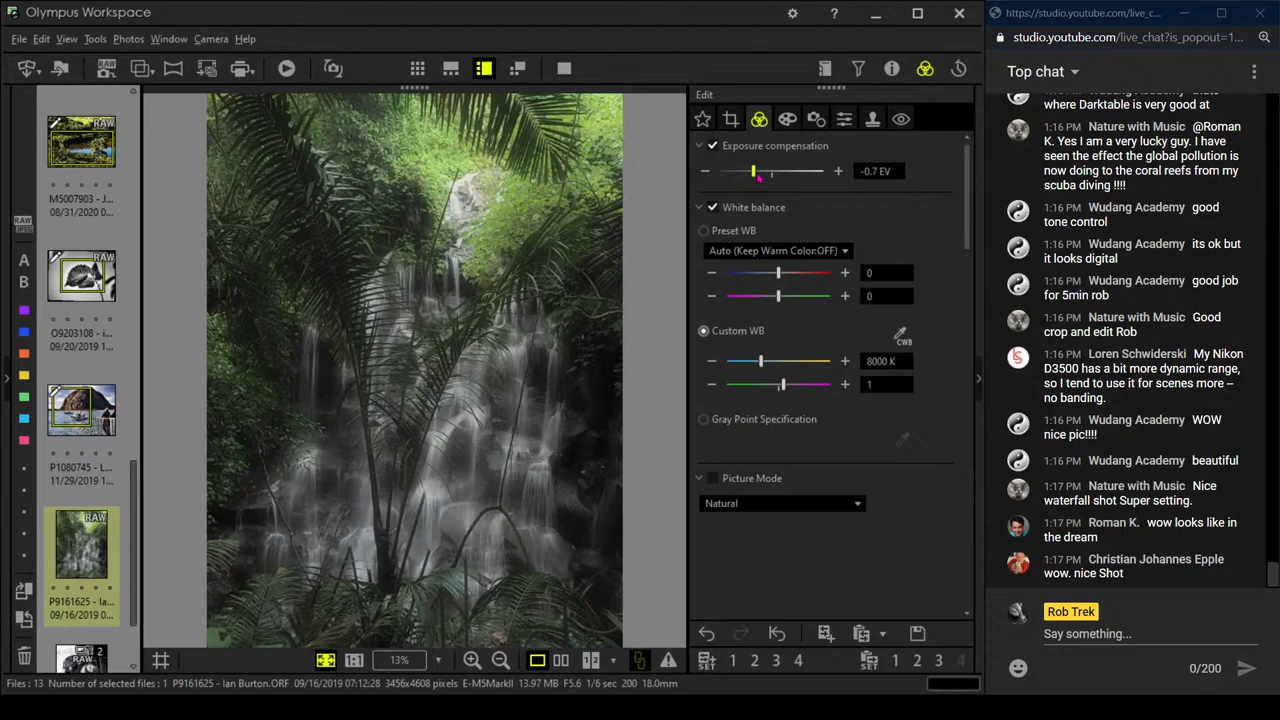 Olympus Workspace
File Edit View Tools Photos Window Camera Help
RAW
M5007903 - J...
08/31/2020 0...
RAW
JPEG
RAW
A
B
O9203108 - i...
09/20/2019 1...
P1080745 - L...
11/29/2019 1...
RAW
P9161625 - Ia...
09/16/2019 0...
2
1:1
13%
Edit
Exposure compensation
-0.7 EV
White balance
Preset WB
Auto (Keep Warm Color:OFF)
0
0
Custom WB
CWB
8000 K
1
Gray Point Specification
Picture Mode
Natural
SET 1 2 3 4
SET 1 2 3 4
Files : 13 Number of selected files : 1 P9161625 - Ian Burton.ORF 09/16/2019 07:12:28 3456x4608 pixels E-M5MarkII 13.97 MB F5.6 1/6 sec 200 18.0mm
https://studio.youtube.com/live_c...
studio.youtube.com/live_chat?is_popout=1...
Top chat
where Darktable is very good at
1:16 PM Nature with Music @Roman
K. Yes I am a very lucky guy. I have
seen the effect the global pollution is
now doing to the coral reefs from my
scuba diving !!!!
1:16 PM Wudang Academy good
tone control
1:16 PM Wudang Academy its ok but
it looks digital
1:16 PM Wudang Academy good job
for 5min rob
1:16 PM Nature with Music Good
crop and edit Rob
1:16 PM Loren Schwiderski My Nikon
D3500 has a bit more dynamic range,
so I tend to use it for scenes more –
no banding.
1:16 PM Wudang Academy WOW
nice pic!!!!
1:16 PM Wudang Academy beautiful
1:17 PM Nature with Music Nice
waterfall shot Super setting.
1:17 PM Roman K. wow looks like in
the dream
1:17 PM Christian Johannes Epple
wow. nice Shot
Rob Trek
Say something...
0/200